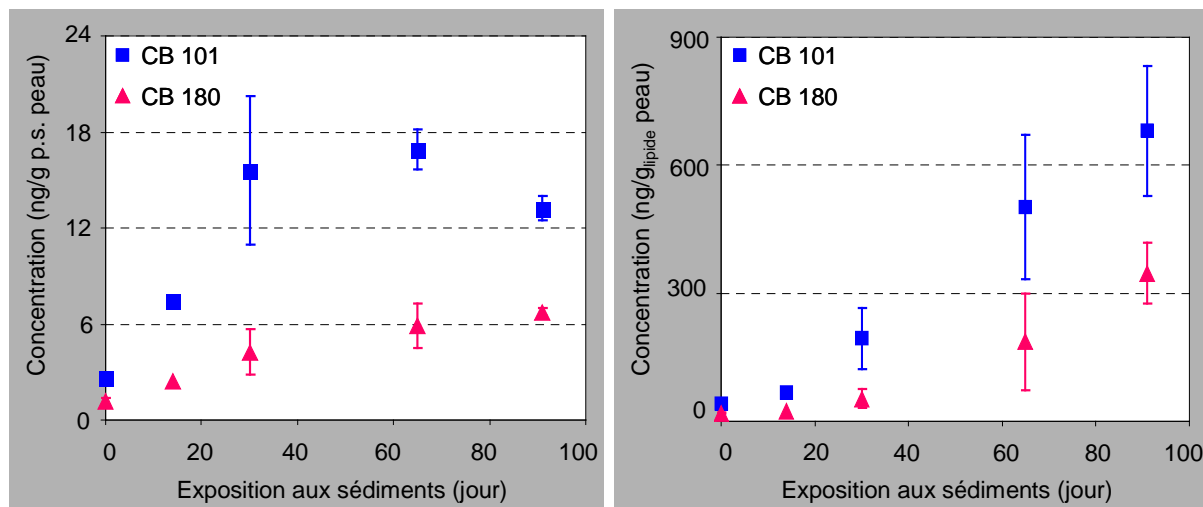 Concentration (ng/g p.s. peau)
24
18
12
6
0
CB 101
CB 180
0 20 40 60 80 100
Exposition aux sédiments (jour)
Concentration (ng/glipide peau)
900
600
300
0
CB 101
CB 180
0 20 40 60 80 100
Exposition aux sédiments (jour)